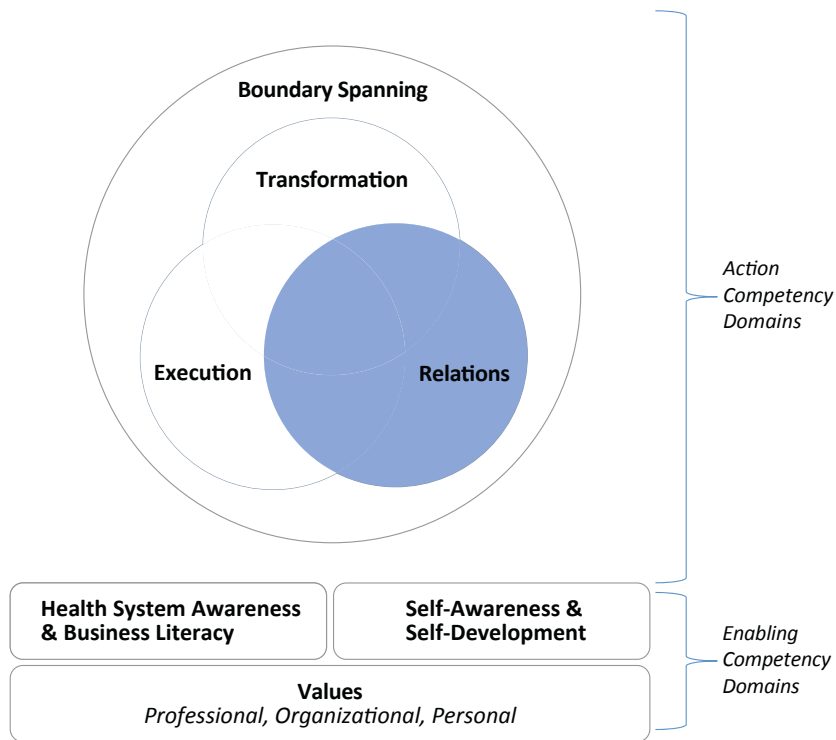 Boundary Spanning
Transformation
Execution
Relations
Action
Competency
Domains
Health System Awareness
& Business Literacy
Self-Awareness &
Self-Development
Values
Professional, Organizational, Personal
Enabling
Competency
Domains